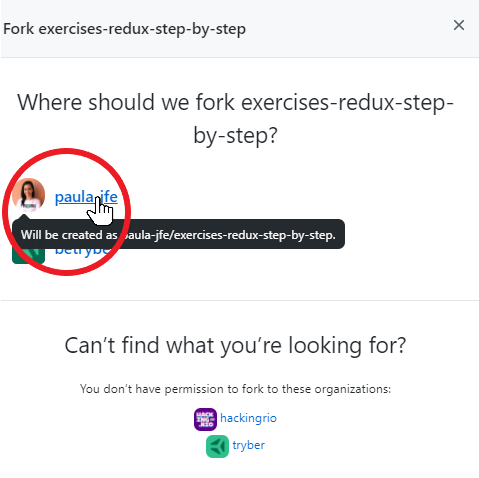 Fork exercises-redux-step-by-step
Where should we fork exercises-redux-step-
by-step?
paula-jfe
Will be created as paula-jfe/exercises-redux-step-by-step.
betrybe
Can’t find what you’re looking for?
You don’t have permission to fork to these organizations:
HACK
ING.
RIO
hackingrio
tryber